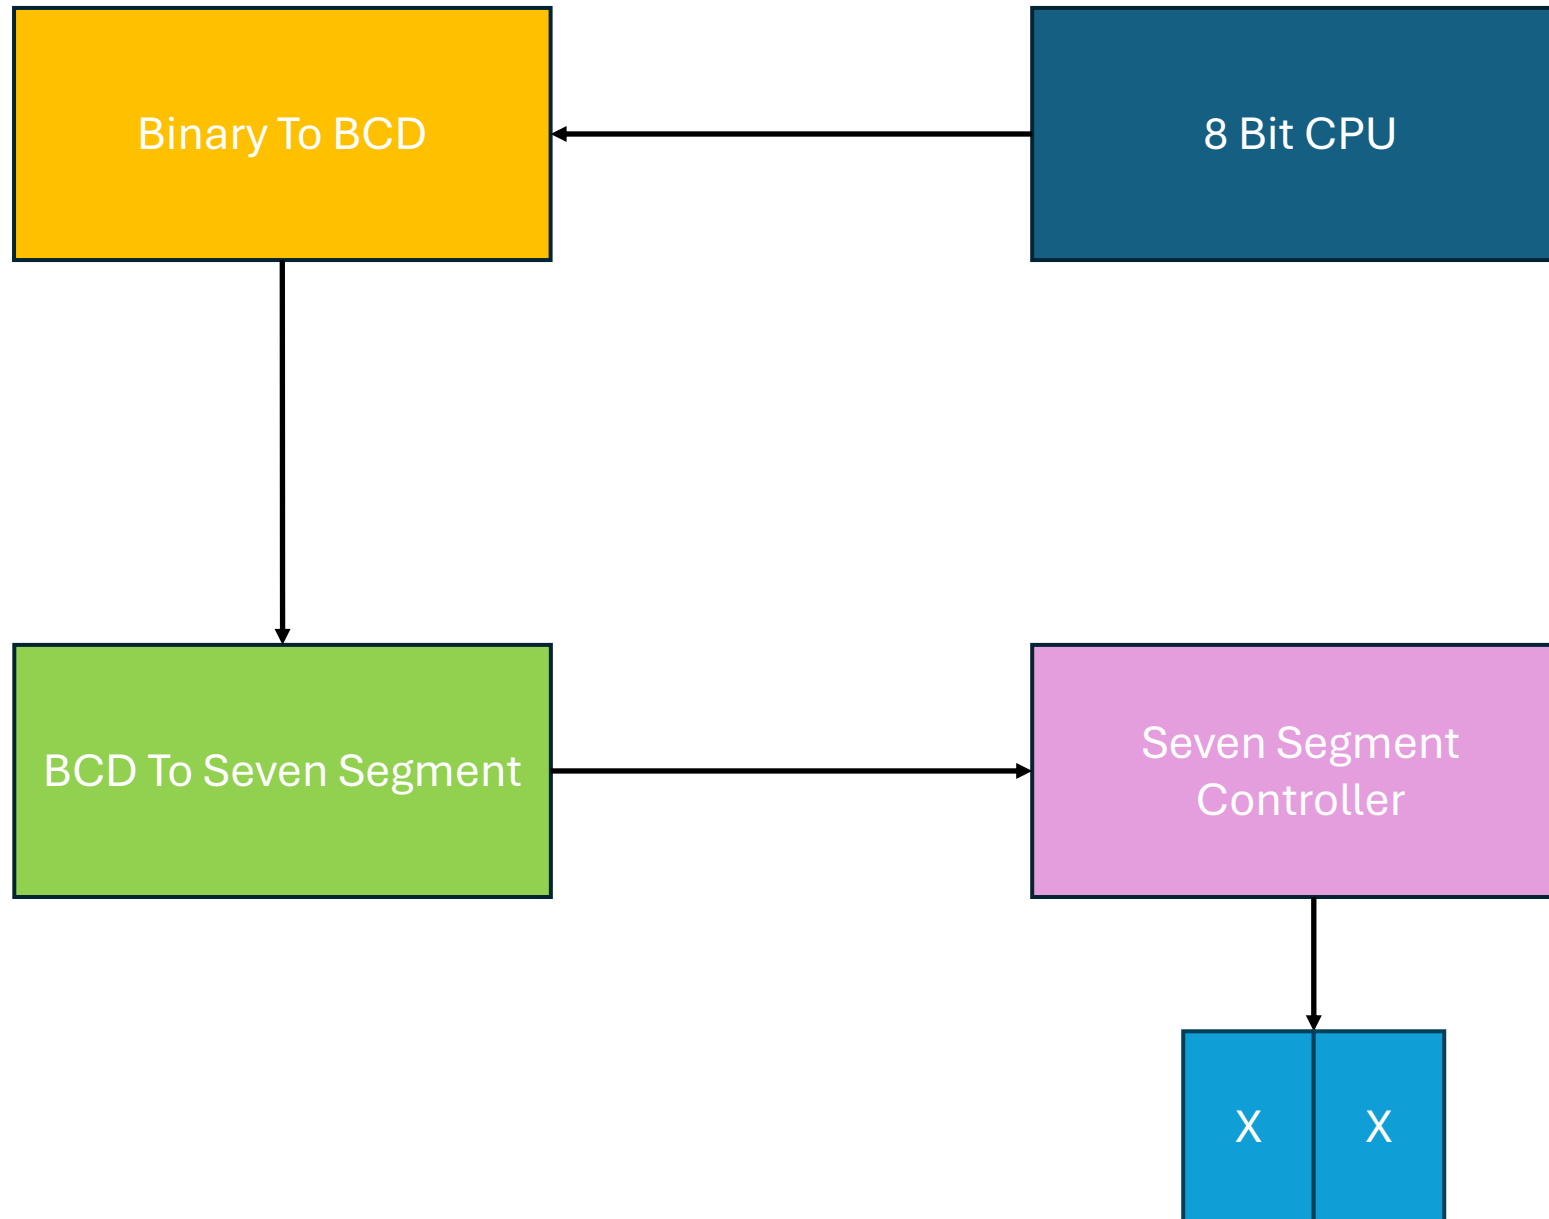 Binary To BCD
8 Bit CPU
BCD To Seven Segment
Seven Segment
Controller
X
X